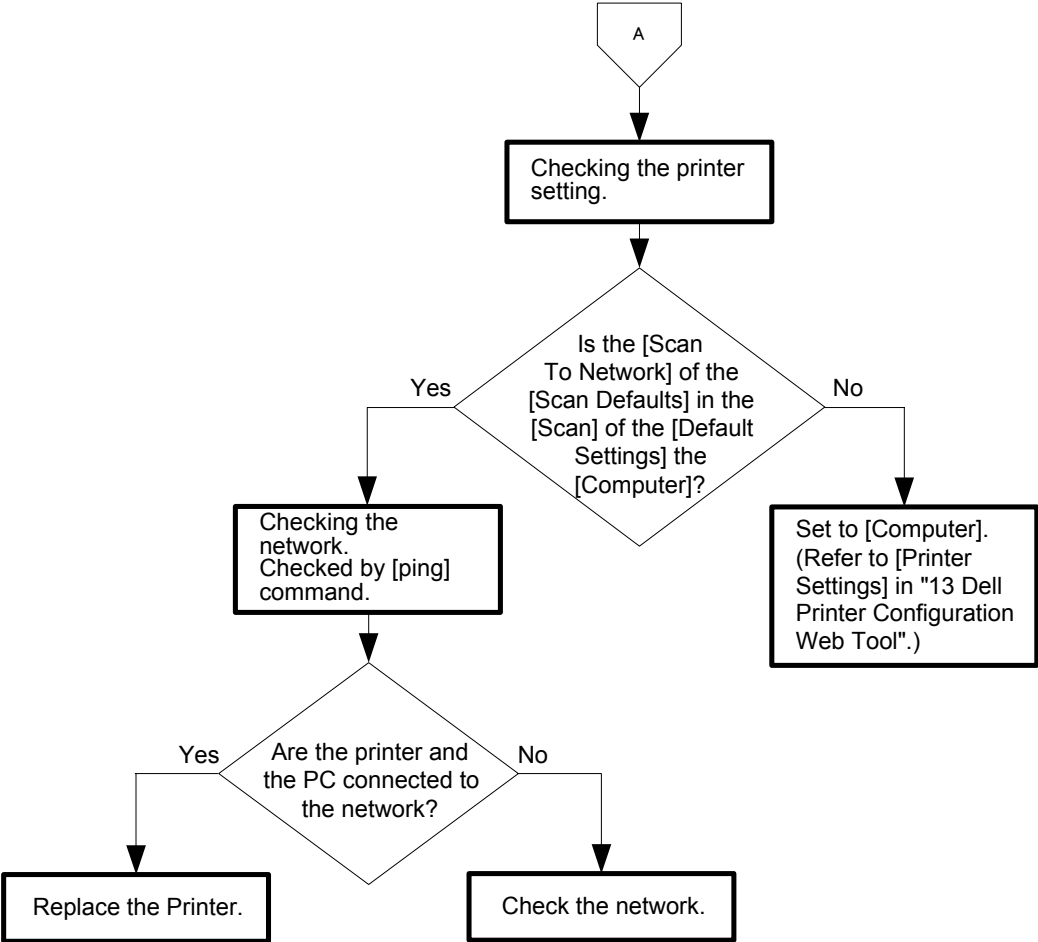 A
Checking the printer
setting.
Is the [Scan
To Network] of the
[Scan Defaults] in the
[Scan] of the [Default
Settings] the
[Computer]?
Yes
No
Checking the
network.
Checked by [ping]
command.
Set to [Computer].
(Refer to [Printer
Settings] in "13 Dell
Printer Configuration
Web Tool".)
Are the printer and
the PC connected to
the network?
Yes
No
Replace the Printer.
Check the network.